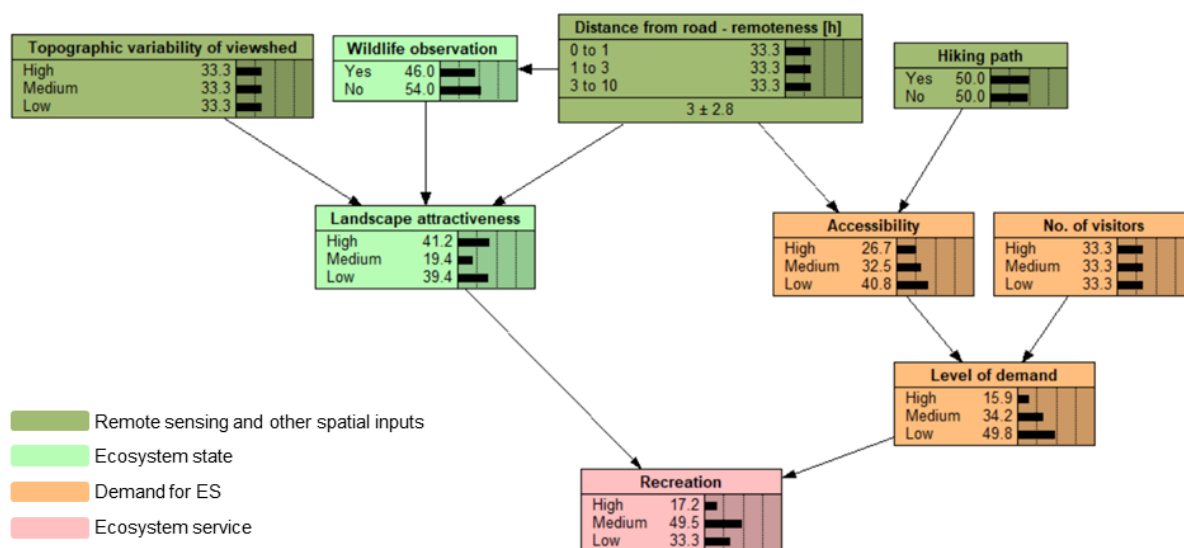 Topographic variability of viewshed
High 33.3
Medium 33.3
Low 33.3
Wildlife observation
Yes 46.0
No 54.0
Distance from road - remoteness [h]
0 to 1 33.3
1 to 3 33.3
3 to 10 33.3
3 ± 2.8
Hiking path
Yes 50.0
No 50.0
Landscape attractiveness
High 41.2
Medium 19.4
Low 39.4
Accessibility
High 26.7
Medium 32.5
Low 40.8
No. of visitors
High 33.3
Medium 33.3
Low 33.3
Level of demand
High 15.9
Medium 34.2
Low 49.8
Recreation
High 17.2
Medium 49.5
Low 33.3
Remote sensing and other spatial inputs
Ecosystem state
Demand for ES
Ecosystem service